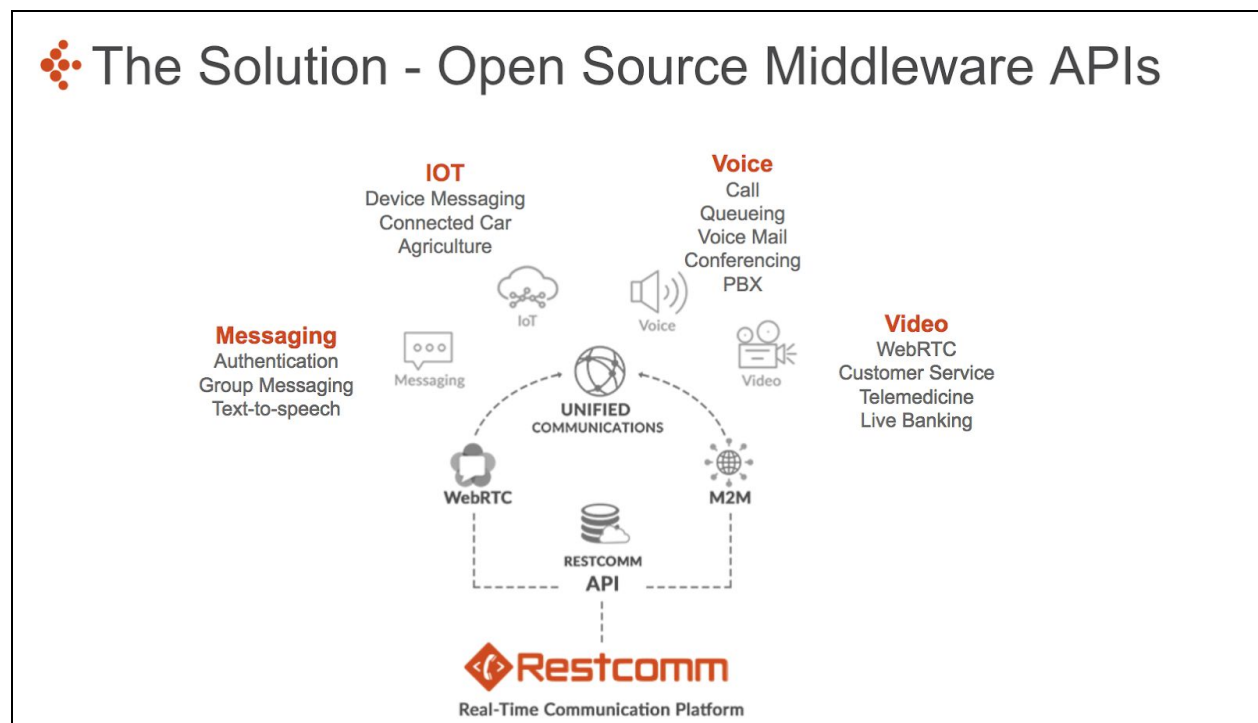 The Solution - Open Source Middleware APIs
IOT
Device Messaging
Connected Car
Agriculture
Voice
Call
Queueing
Voice Mail
Conferencing
PBX
IoT
Voice
Messaging
Authentication
Group Messaging
Text-to-speech
Messaging
Video
Video
WebRTC
Customer Service
Telemedicine
Live Banking
UNIFIED
COMMUNICATIONS
WebRTC
M2M
RESTCOMM
API
Restcomm
Real-Time Communication Platform